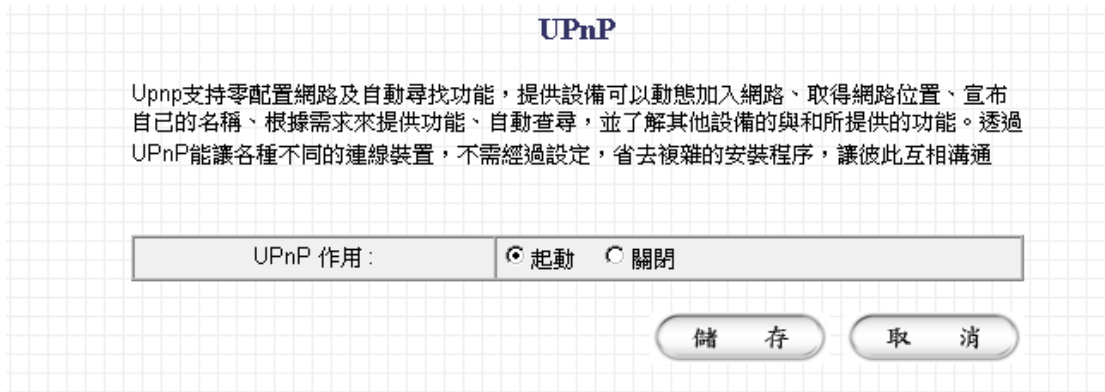 UPnP
Upnp支持零配置網路及自動尋找功能，提供設備可以動態加入網路、取得網路位置、宣布
自己的名稱、根據需求來提供功能、自動查尋，並了解其他設備的與和所提供的功能。透過
UPnP能讓各種不同的連線裝置，不需經過設定，省去複雜的安裝程序，讓彼此互相溝通
UPnP 作用 : 起動 關閉
儲 存 取 消